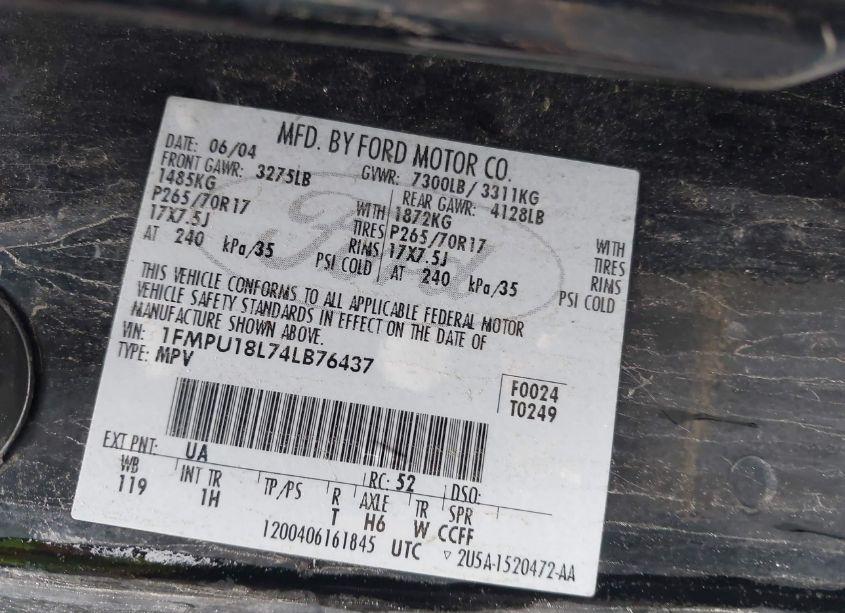 MFD. BY FORD MOTOR CO.
DATE: 06/04 GVWR: 7300LB/ 3311KG
FRONT GAWR: 3275LB REAR GAWR: 4128LB
1485KG WITH 1872KG WITH
P265/70R17 TIRES P265/70R17 TIRES
17X7.5J RIMS 17X7.5J RIMS
AT 240 kPa/35 PSI COLD AT 240 kPa/35 PSI COLD
Ford
THIS VEHICLE CONFORMS TO ALL APPLICABLE FEDERAL MOTOR
VEHICLE SAFETY STANDARDS IN EFFECT ON THE DATE OF
MANUFACTURE SHOWN ABOVE.
VIN: 1FMPU18L74LB76437
TYPE: MPV
F0024
T0249
EXT PNT: UA RC: 52 DSO:
WB INT TR TP/PS R AXLE TR SPR
119 1H T H6 W CCFF
1200406161845 UTC ▽ 2U5A-1520472-AA